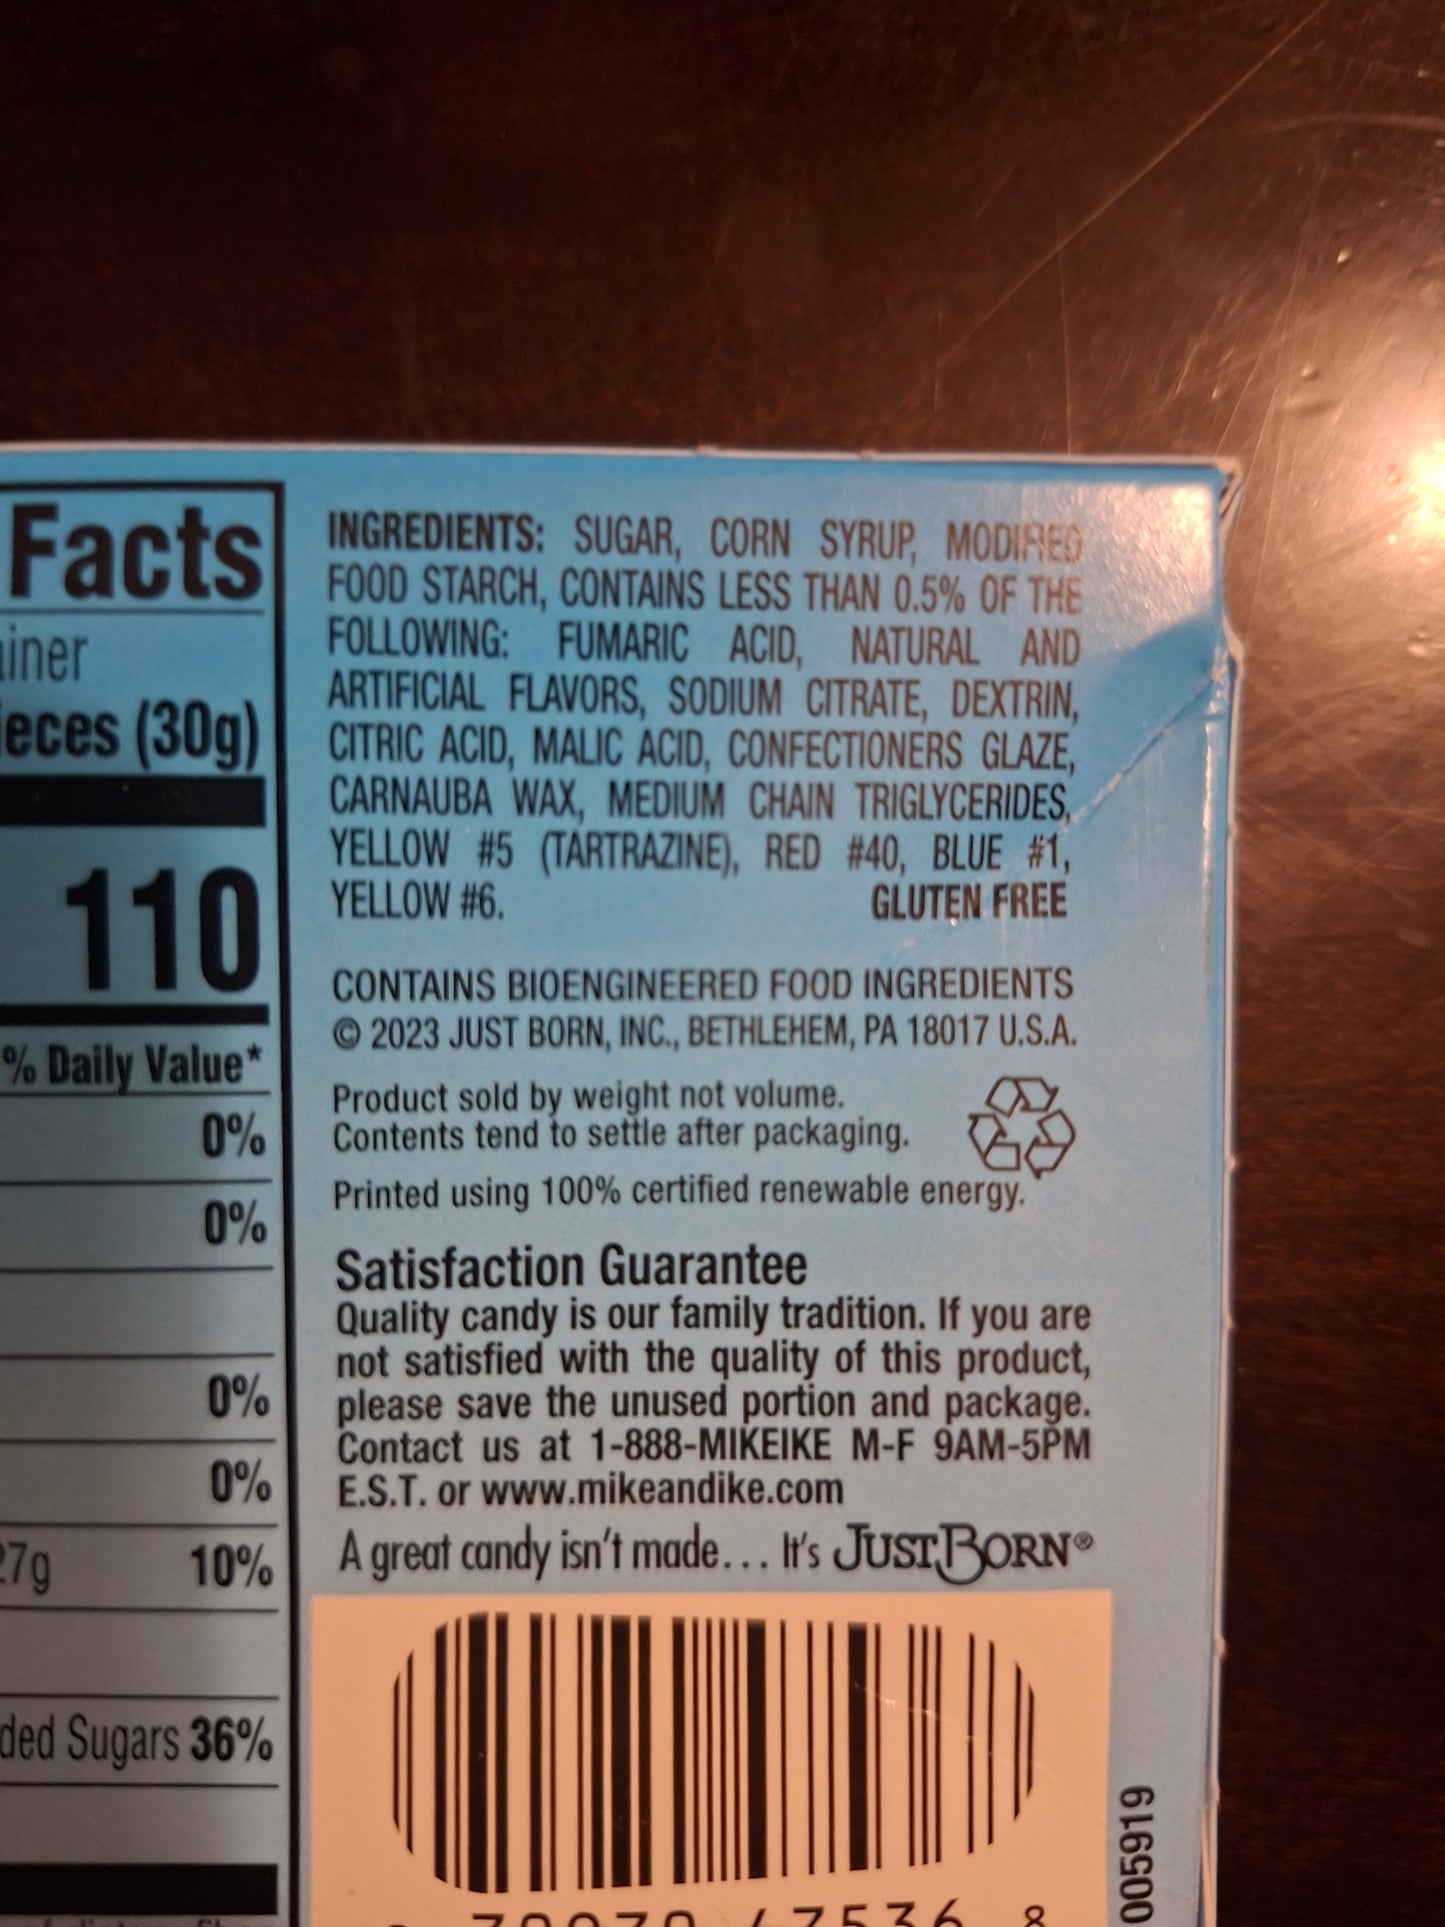 Facts
ieces (30g)
110
% Daily Value*
0%
0%
0%
0%
27g 10%
ded Sugars 36%
INGREDIENTS: SUGAR, CORN SYRUP, MODIFIED
FOOD STARCH, CONTAINS LESS THAN 0.5% OF THE
FOLLOWING: FUMARIC ACID, NATURAL AND
ARTIFICIAL FLAVORS, SODIUM CITRATE, DEXTRIN,
CITRIC ACID, MALIC ACID, CONFECTIONERS GLAZE,
CARNAUBA WAX, MEDIUM CHAIN TRIGLYCERIDES,
YELLOW #5 (TARTRAZINE), RED #40, BLUE #1,
YELLOW #6. GLUTEN FREE
CONTAINS BIOENGINEERED FOOD INGREDIENTS
© 2023 JUST BORN, INC., BETHLEHEM, PA 18017 U.S.A.
Product sold by weight not volume.
Contents tend to settle after packaging.
Printed using 100% certified renewable energy.
Satisfaction Guarantee
Quality candy is our family tradition. If you are
not satisfied with the quality of this product,
please save the unused portion and package.
Contact us at 1-888-MIKEIKE M-F 9AM-5PM
E.S.T. or www.mikeandike.com
A great candy isn't made... It's JUST BORN®
005919